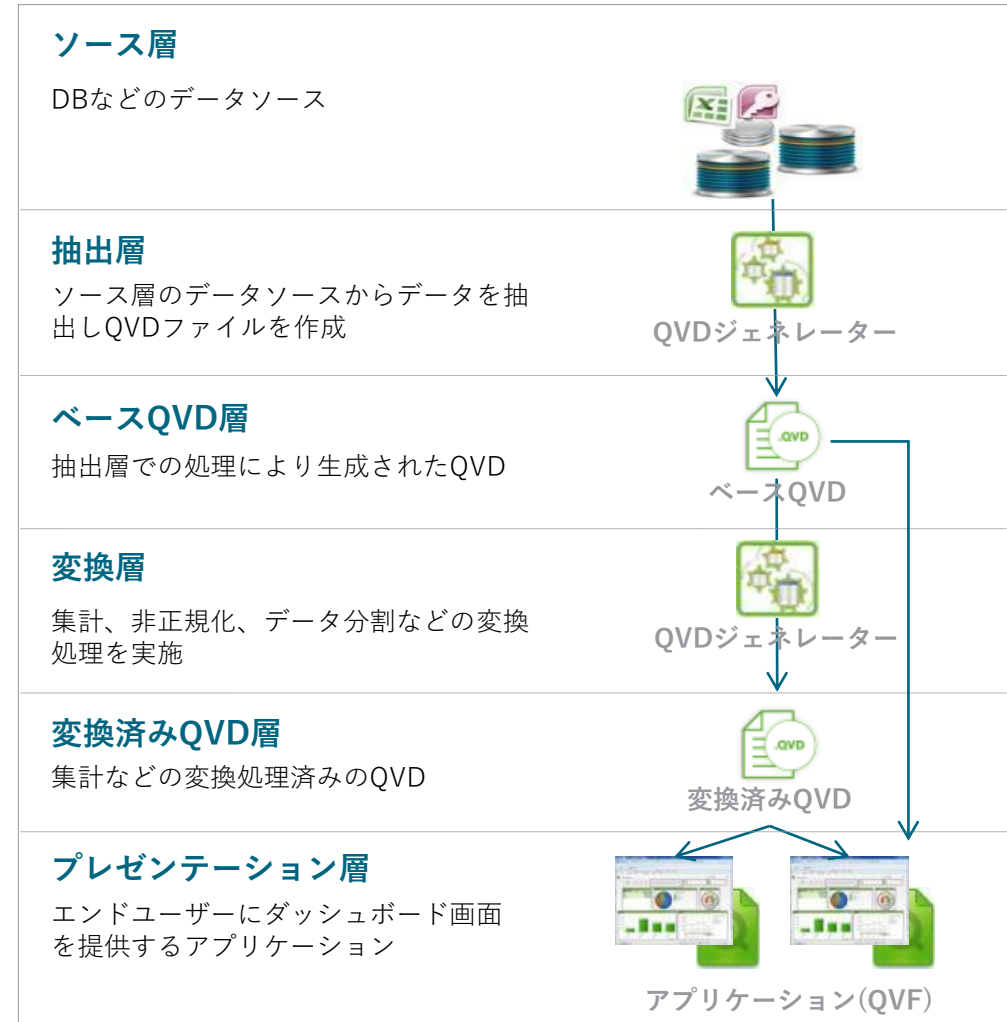 ソース層
DBなどのデータソース
抽出層
ソース層のデータソースからデータを抽
出しQVDファイルを作成
QVDジェネレーター
ベースQVD層
抽出層での処理により生成されたQVD
.QVD
ベースQVD
変換層
集計、非正規化、データ分割などの変換
処理を実施
QVDジェネレーター
変換済みQVD層
集計などの変換処理済みのQVD
.QVD
変換済みQVD
プレゼンテーション層
エンドユーザーにダッシュボード画面
を提供するアプリケーション
アプリケーション(QVF)